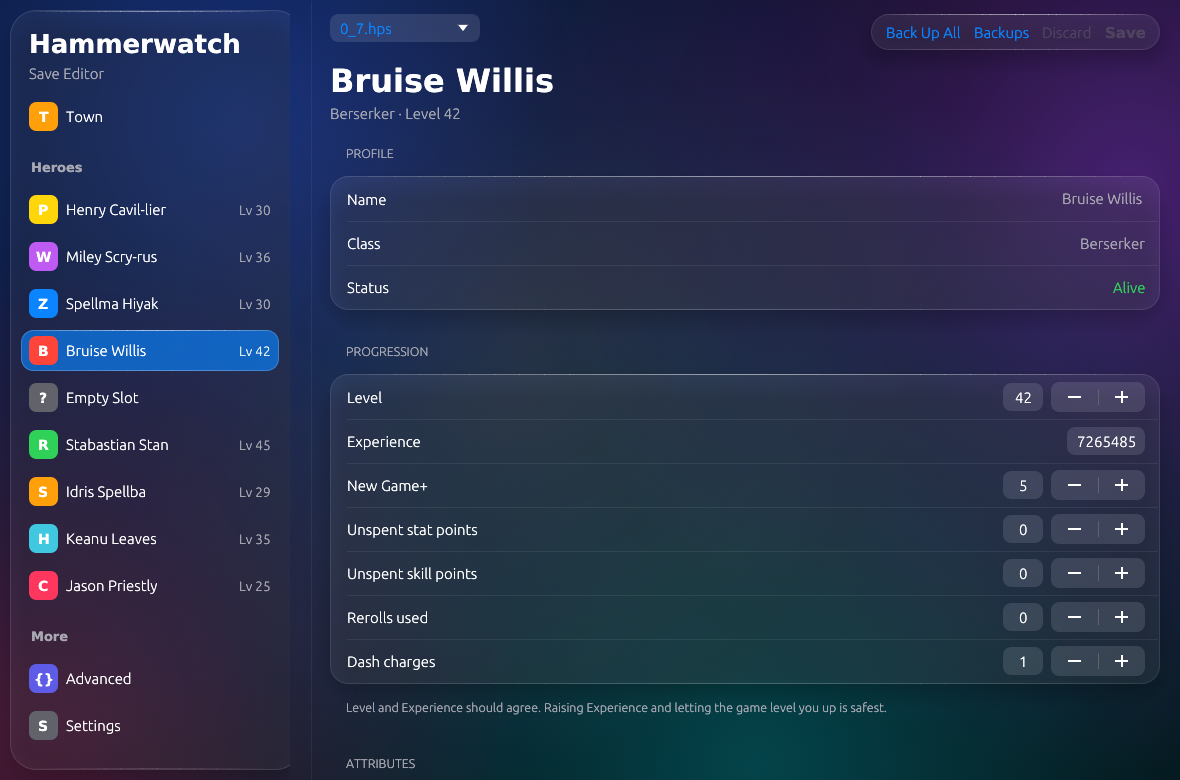 Hammerwatch
Save Editor
T Town
Heroes
P Henry Cavil-lier Lv 30
W Miley Scry-rus Lv 36
Z Spellma Hiyak Lv 30
B Bruise Willis Lv 42
? Empty Slot
R Stabastian Stan Lv 45
S Idris Spellba Lv 29
H Keanu Leaves Lv 35
C Jason Priestly Lv 25
More
{} Advanced
S Settings
0_7.hps
Back Up All Backups Discard Save
Bruise Willis
Berserker · Level 42
PROFILE
Name Bruise Willis
Class Berserker
Status Alive
PROGRESSION
Level 42 — +
Experience 7265485
New Game+ 5 — +
Unspent stat points 0 — +
Unspent skill points 0 — +
Rerolls used 0 — +
Dash charges 1 — +
Level and Experience should agree. Raising Experience and letting the game level you up is safest.
ATTRIBUTES